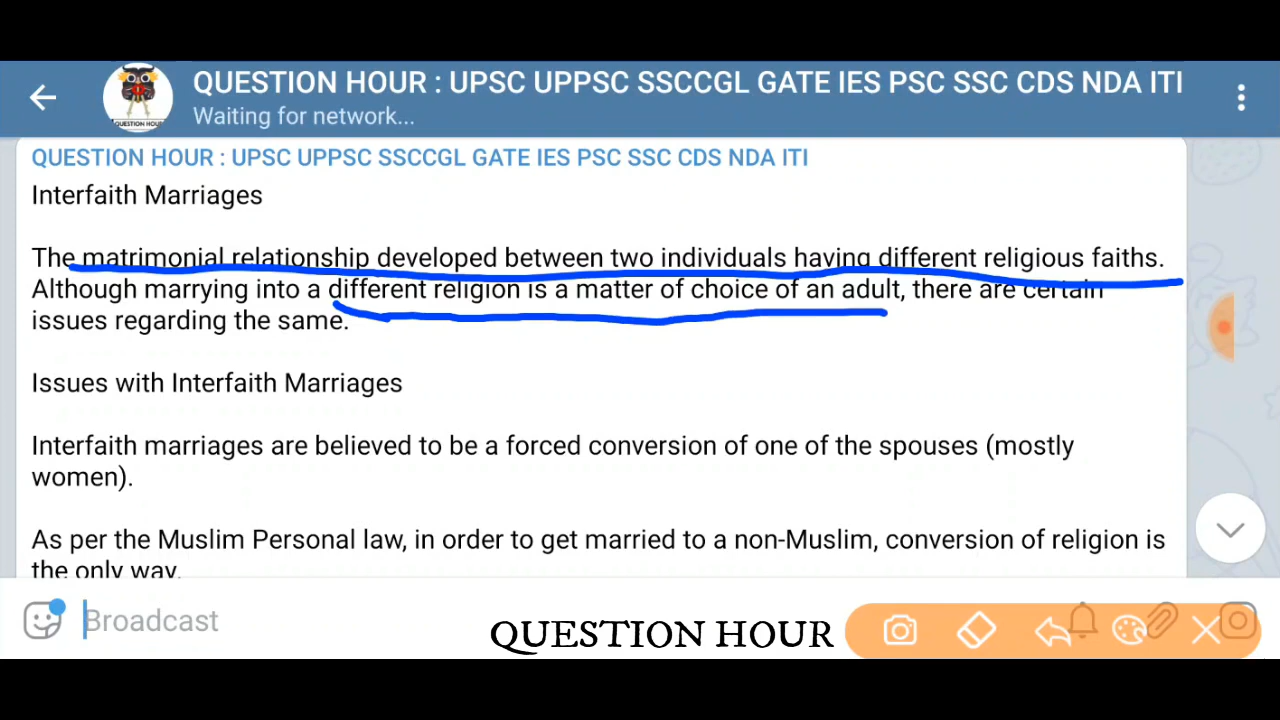 QUESTION HOUR : UPSC UPPSC SSCCGL GATE IES PSC SSC CDS NDA ITI
Waiting for network...
QUESTION HOUR
QUESTION HOUR : UPSC UPPSC SSCCGL GATE IES PSC SSC CDS NDA ITI
Interfaith Marriages
The matrimonial relationship developed between two individuals having different religious faiths.
Although marrying into a different religion is a matter of choice of an adult, there are certain
issues regarding the same.
Issues with Interfaith Marriages
Interfaith marriages are believed to be a forced conversion of one of the spouses (mostly
women).
As per the Muslim Personal law, in order to get married to a non-Muslim, conversion of religion is
the only way.
Broadcast
QUESTION HOUR